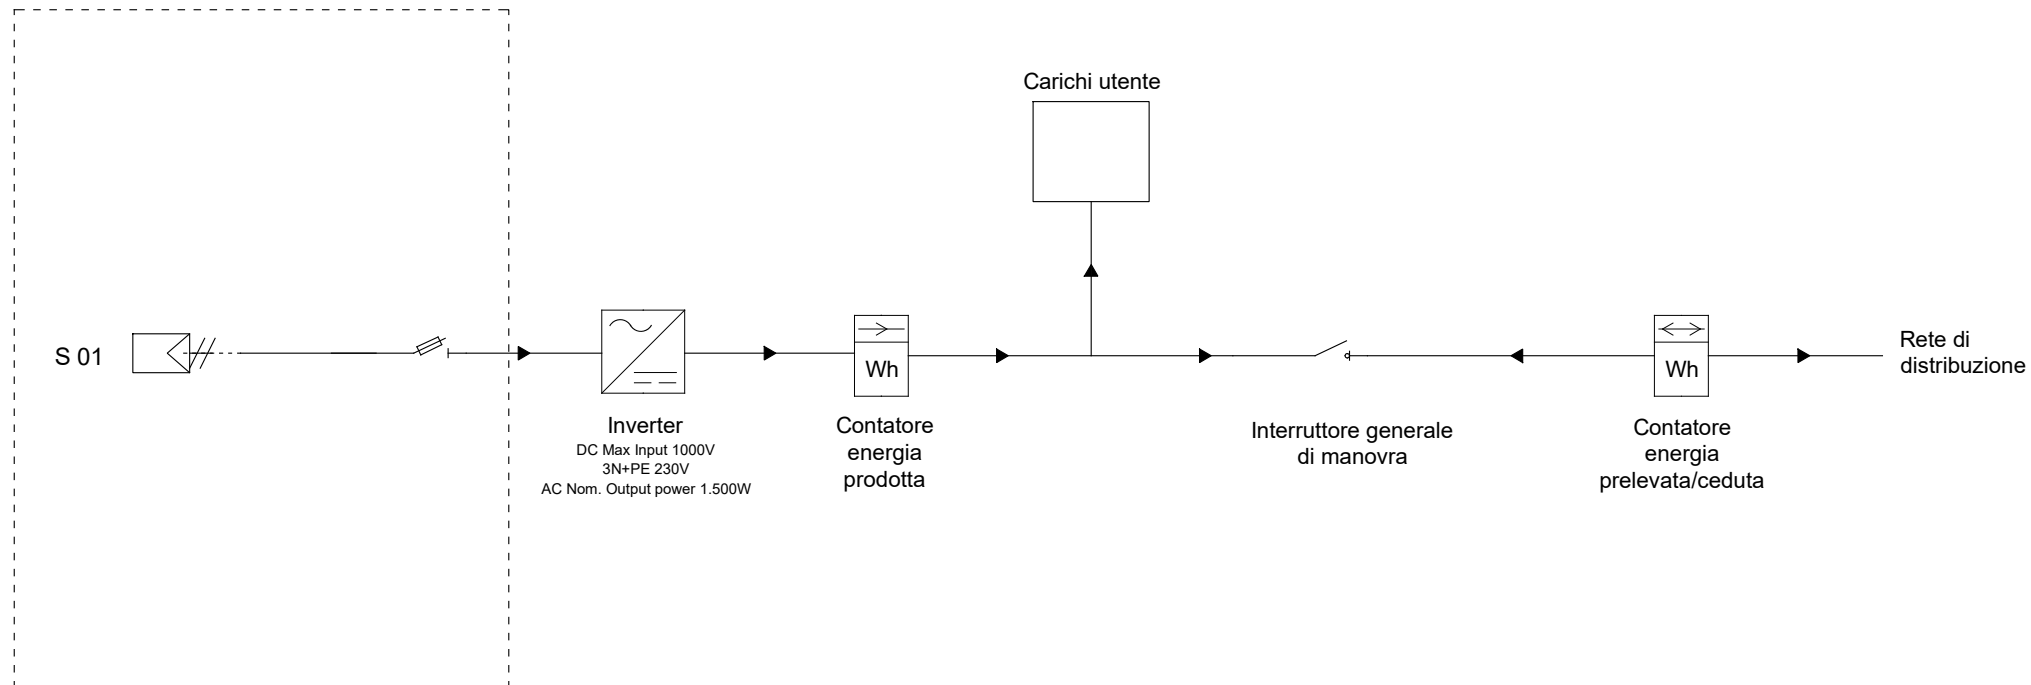 Carichi utente
S 01
Wh
Wh
Rete di
distribuzione
Inverter
DC Max Input 1000V
3N+PE 230V
AC Nom. Output power 1.500W
Contatore
energia
prodotta
Interruttore generale
di manovra
Contatore
energia
prelevata/ceduta